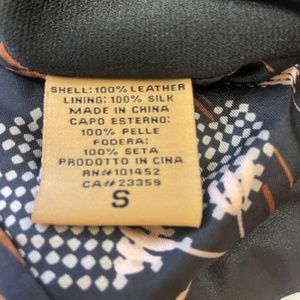 SHELL: 100% LEATHER
LINING: 100% SILK
MADE IN CHINA
CAPO ESTERNO:
100% PELLE
FODERA:
100% SETA
PRODOTTO IN CINA
RN#101452
CA#23359
S